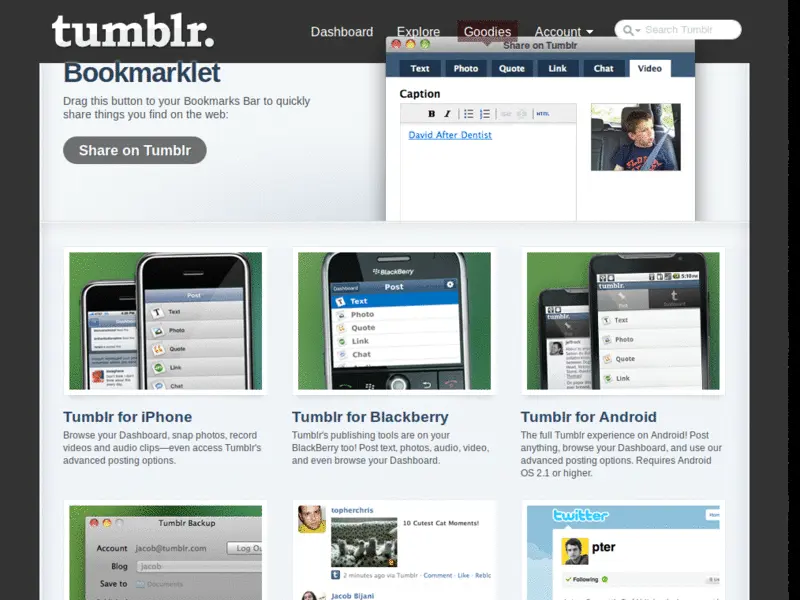 tumblr.
Dashboard Explore Goodies Account Search Tumblr
Share on Tumblr
Text Photo Quote Link Chat Video
Caption
B I HTML
David After Dentist
Bookmarklet
Drag this button to your Bookmarks Bar to quickly
share things you find on the web:
Share on Tumblr
Post
Text
Photo
Quote
Link
Chat
BlackBerry
Dashboard Post
Text
Photo
Quote
Link
Chat
5:10 PM
tumblr.
Post Dashboard
Text
Photo
Quote
Link
tumblr.
Tumblr for iPhone
Browse your Dashboard, snap photos, record
videos and audio clips—even access Tumblr's
advanced posting options.
Tumblr for Blackberry
Tumblr's publishing tools are on your
BlackBerry too! Post text, photos, audio, video,
and even browse your Dashboard.
Tumblr for Android
The full Tumblr experience on Android! Post
anything, browse your Dashboard, and use our
advanced posting options. Requires Android
OS 2.1 or higher.
Tumblr Backup
Account jacob@tumblr.com Log Ou
Blog jacob
Save to Documents
topherchris
10 Cutest Cat Moments!
2 minutes ago via Tumblr · Comment · Like · Reblo
Jacob Bijani
twitter
Hom
pter
Following